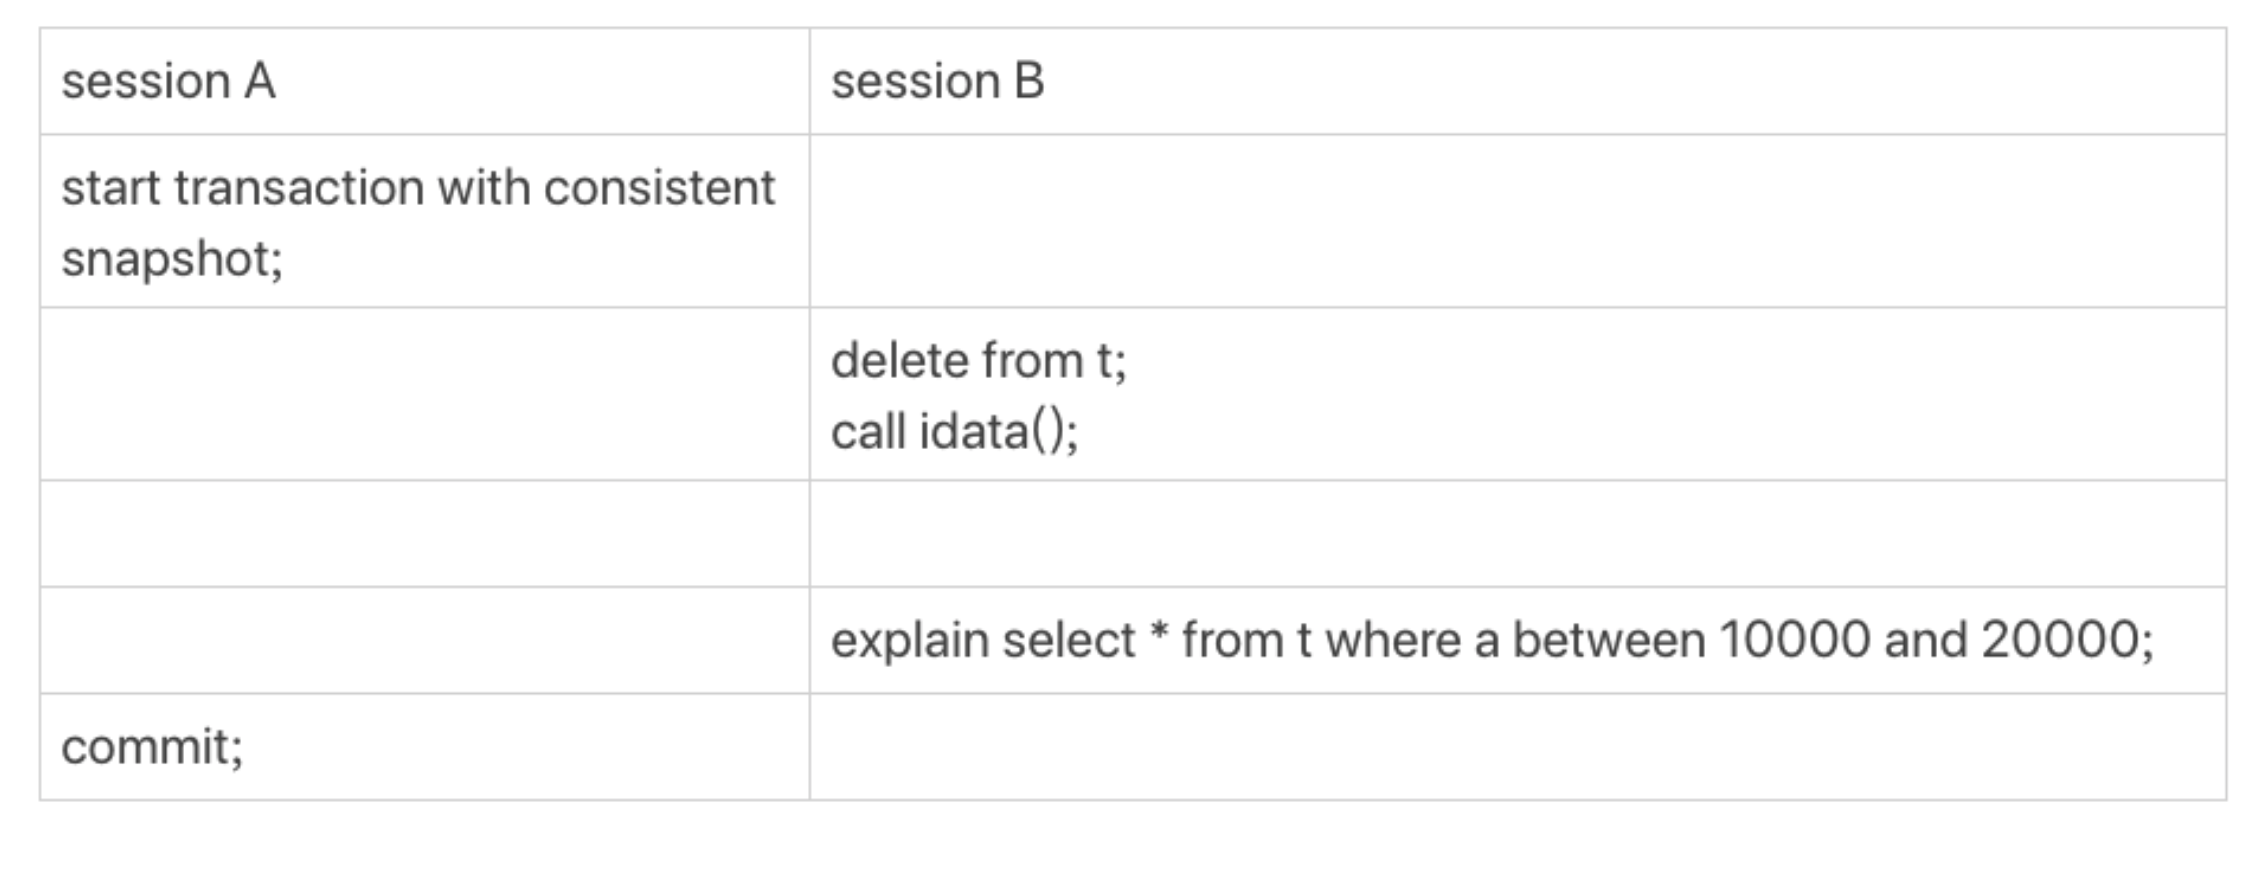 session A
session B
start transaction with consistent
snapshot;
delete from t;
call idata();
explain select * from t where a between 10000 and 20000;
commit;